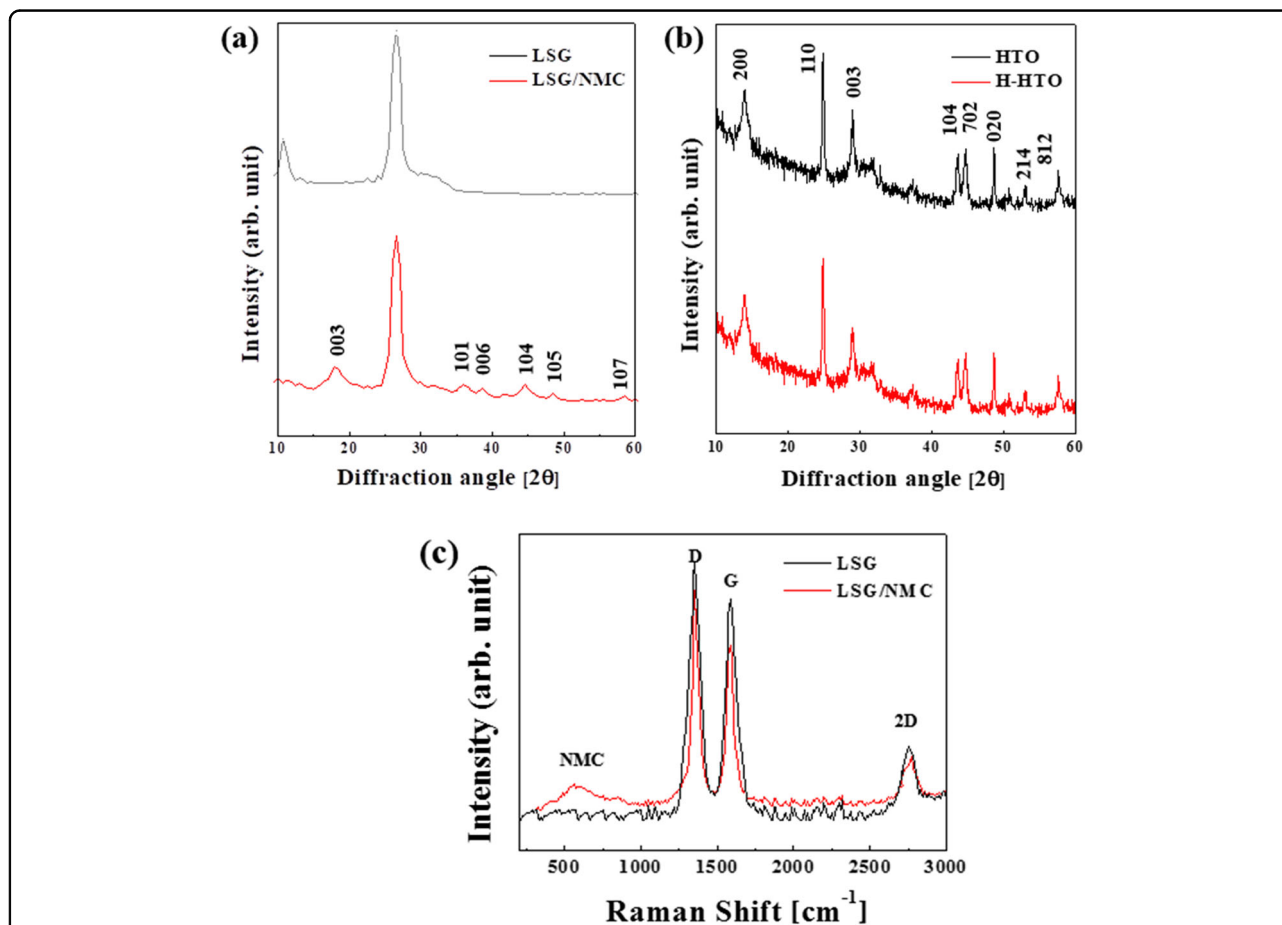 (a)
LSG
LSG/NMC
003
101
006
104
105
107
Intensity (arb. unit)
10 20 30 40 50 60
Diffraction angle [2θ]
(b)
HTO
H-HTO
200
110
003
104
702
020
214
812
Intensity (arb. unit)
10 20 30 40 50 60
Diffraction angle [2θ]
(c)
LSG
LSG/NMC
D
G
2D
NMC
Intensity (arb. unit)
500 1000 1500 2000 2500 3000
Raman Shift [cm⁻¹]